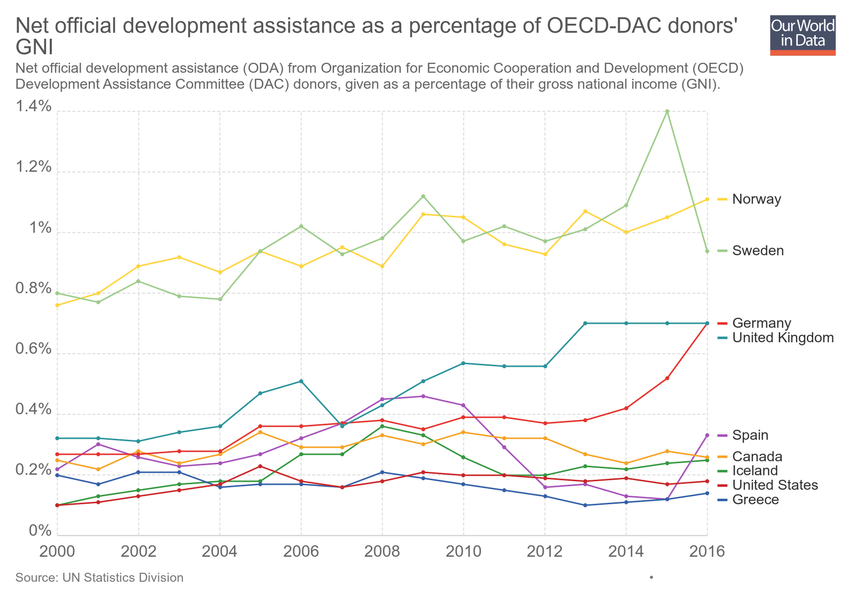 Net official development assistance as a percentage of OECD-DAC donors'
GNI
Our World
in Data
Net official development assistance (ODA) from Organization for Economic Cooperation and Development (OECD)
Development Assistance Committee (DAC) donors, given as a percentage of their gross national income (GNI).
1.4%
1.2%
1%
0.8%
0.6%
0.4%
0.2%
0%
Norway
Sweden
Germany
United Kingdom
Spain
Canada
Iceland
United States
Greece
2000 2002 2004 2006 2008 2010 2012 2014 2016
Source: UN Statistics Division